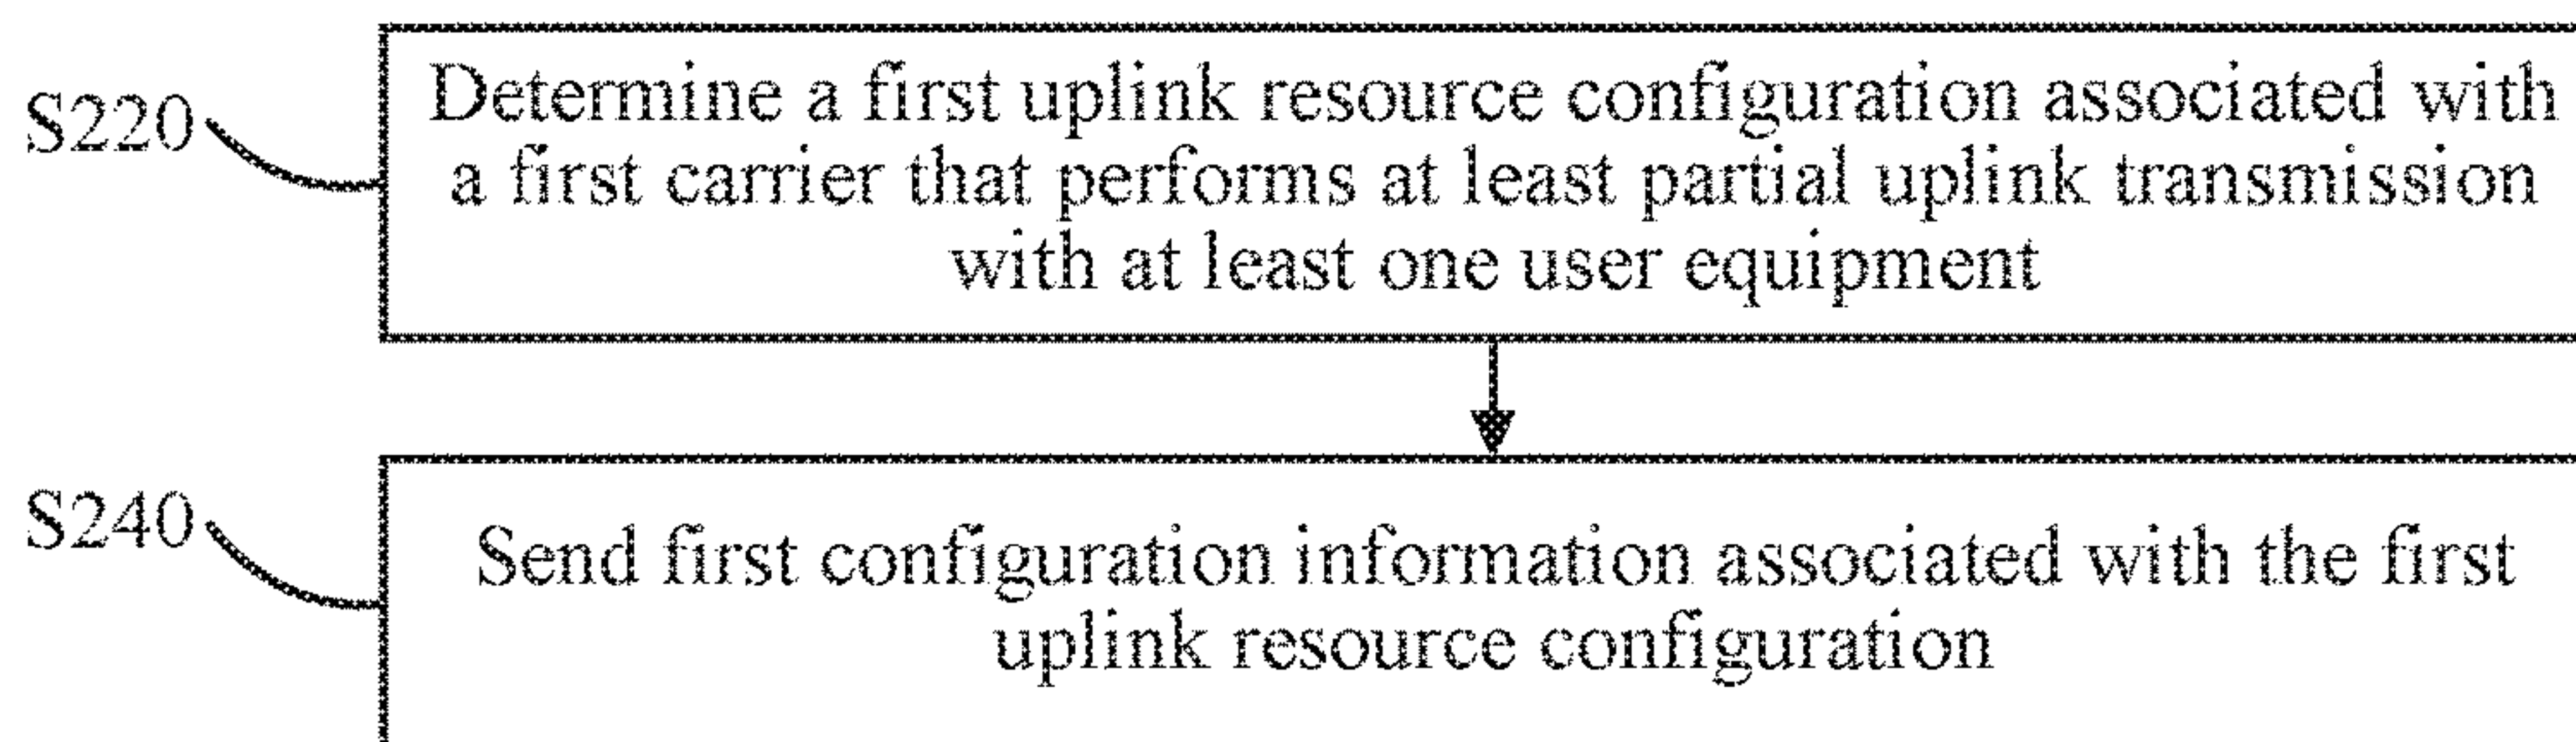 S220
Determine a first uplink resource configuration associated with
a first carrier that performs at least partial uplink transmission
with at least one user equipment
S240
Send first configuration information associated with the first
uplink resource configuration